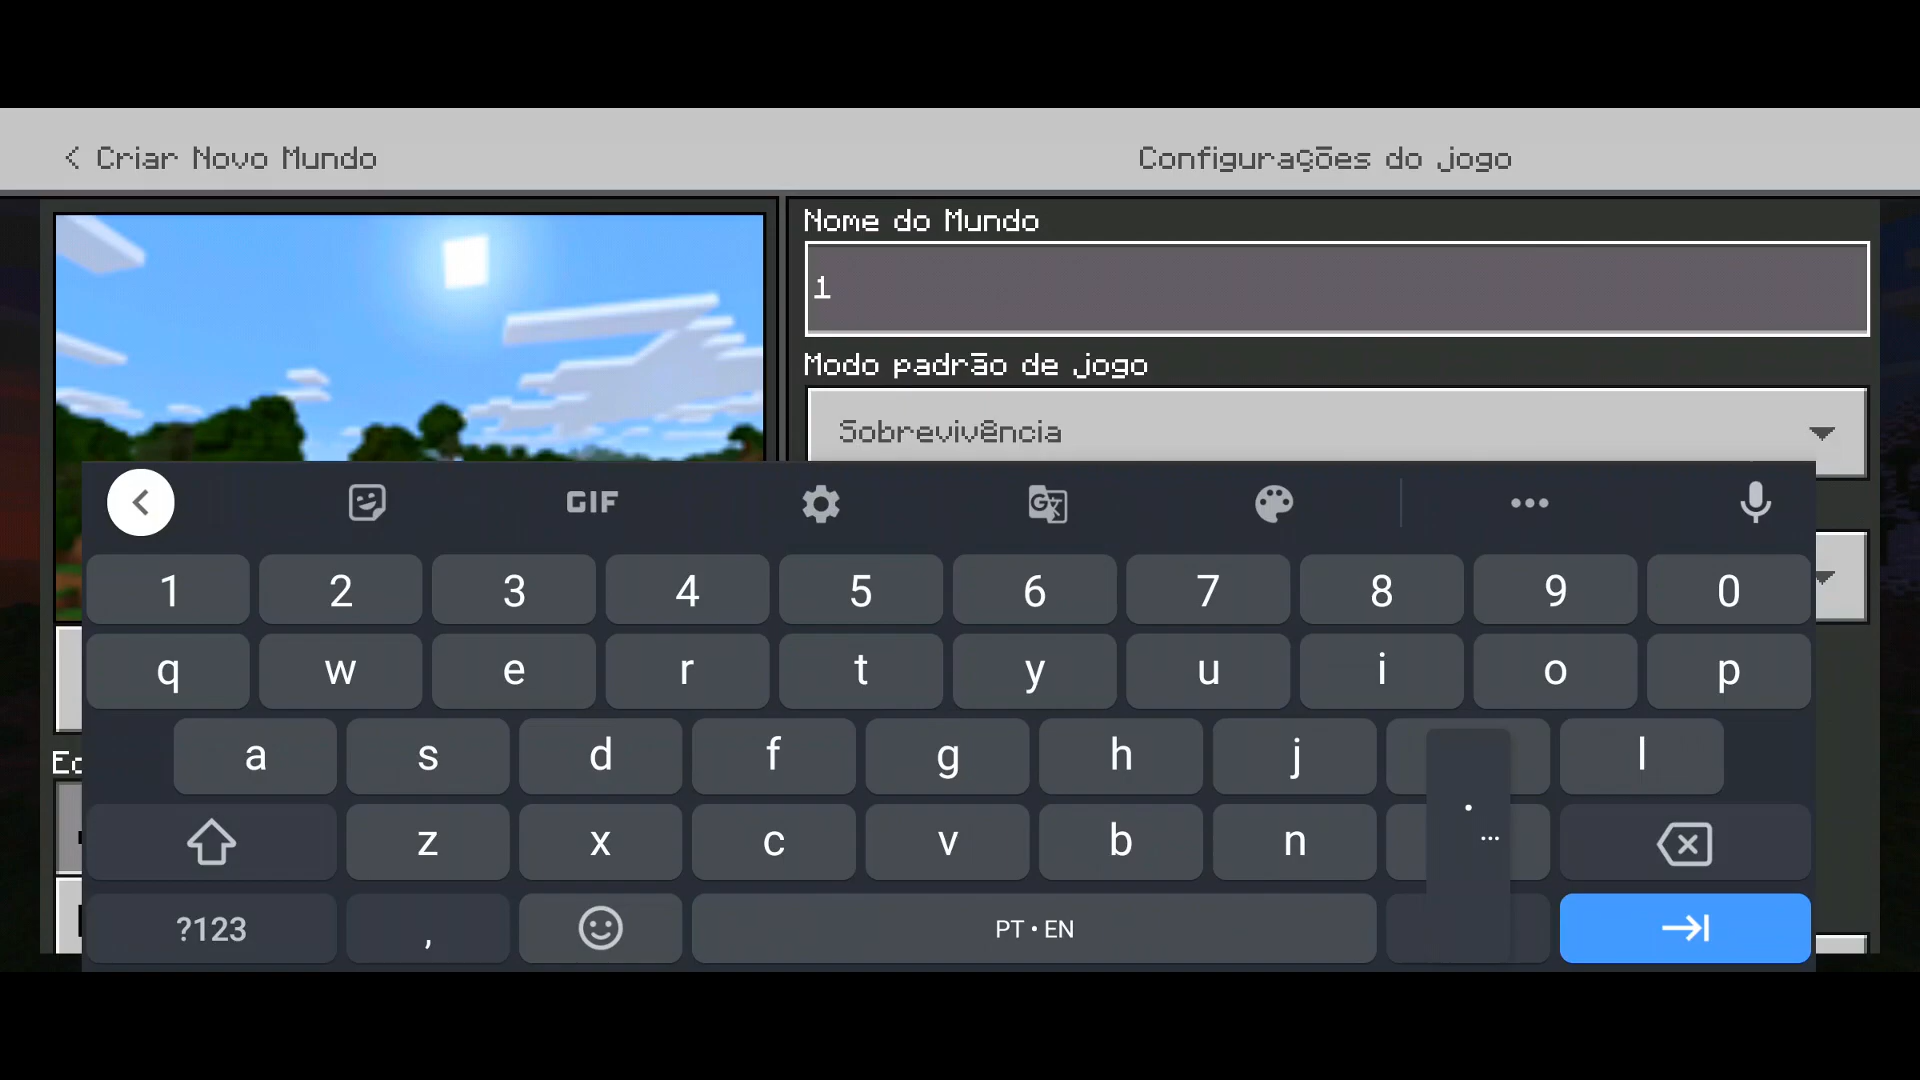 Criar Novo Mundo
Configurações do jogo
Nome do Mundo
1
Modo padrão de jogo
Sobrevivência
GIF
1 2 3 4 5 6 7 8 9 0
q w e r t y u i o p
a s d f g h j l
z x c v b n
. …
?123 , PT • EN